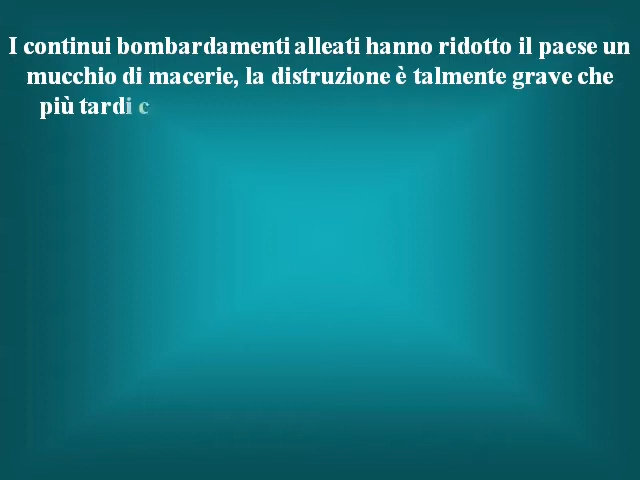 I continui bombardamenti alleati hanno ridotto il paese un
mucchio di macerie, la distruzione è talmente grave che
più tardi c